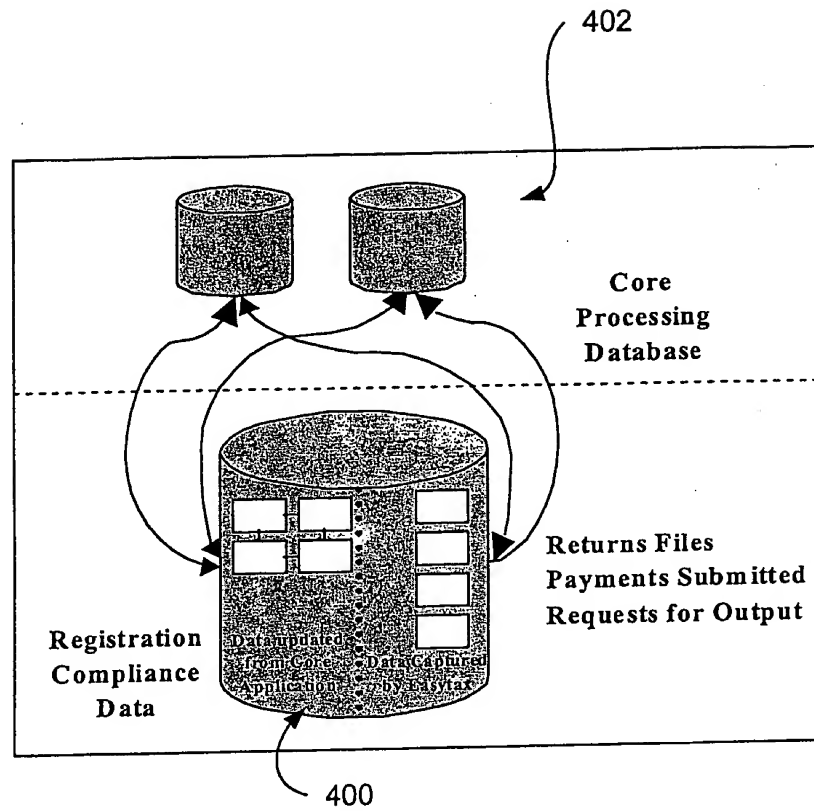 402
Core
Processing
Database
Returns Files
Payments Submitted
Requests for Output
Registration
Compliance
Data
Data updated
from Core
Application
Data Captured
by Easytax
400